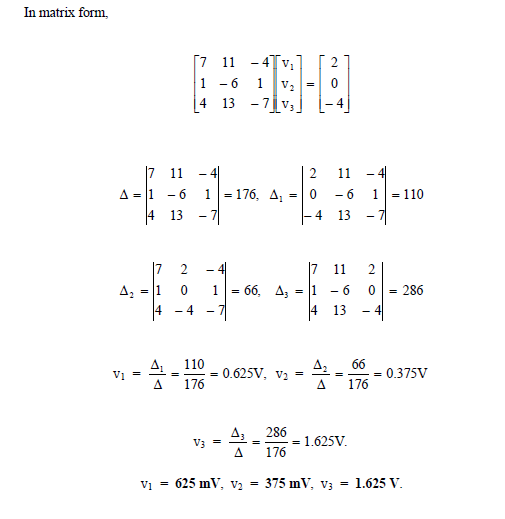 In matrix form,
[7 11 – 4] [v₁] = [2]
[1 – 6 1] [v₂] = [0]
[4 13 – 7] [v₃] = [– 4]
Δ = |7 11 – 4; 1 – 6 1; 4 13 – 7| = 176, Δ₁ = |2 11 – 4; 0 – 6 1; – 4 13 – 7| = 110
Δ₂ = |7 2 – 4; 1 0 1; 4 – 4 – 7| = 66, Δ₃ = |7 11 2; 1 – 6 0; 4 13 – 4| = 286
v₁ = Δ₁/Δ = 110/176 = 0.625V, v₂ = Δ₂/Δ = 66/176 = 0.375V
v₃ = Δ₃/Δ = 286/176 = 1.625V.
v₁ = 625 mV, v₂ = 375 mV, v₃ = 1.625 V.